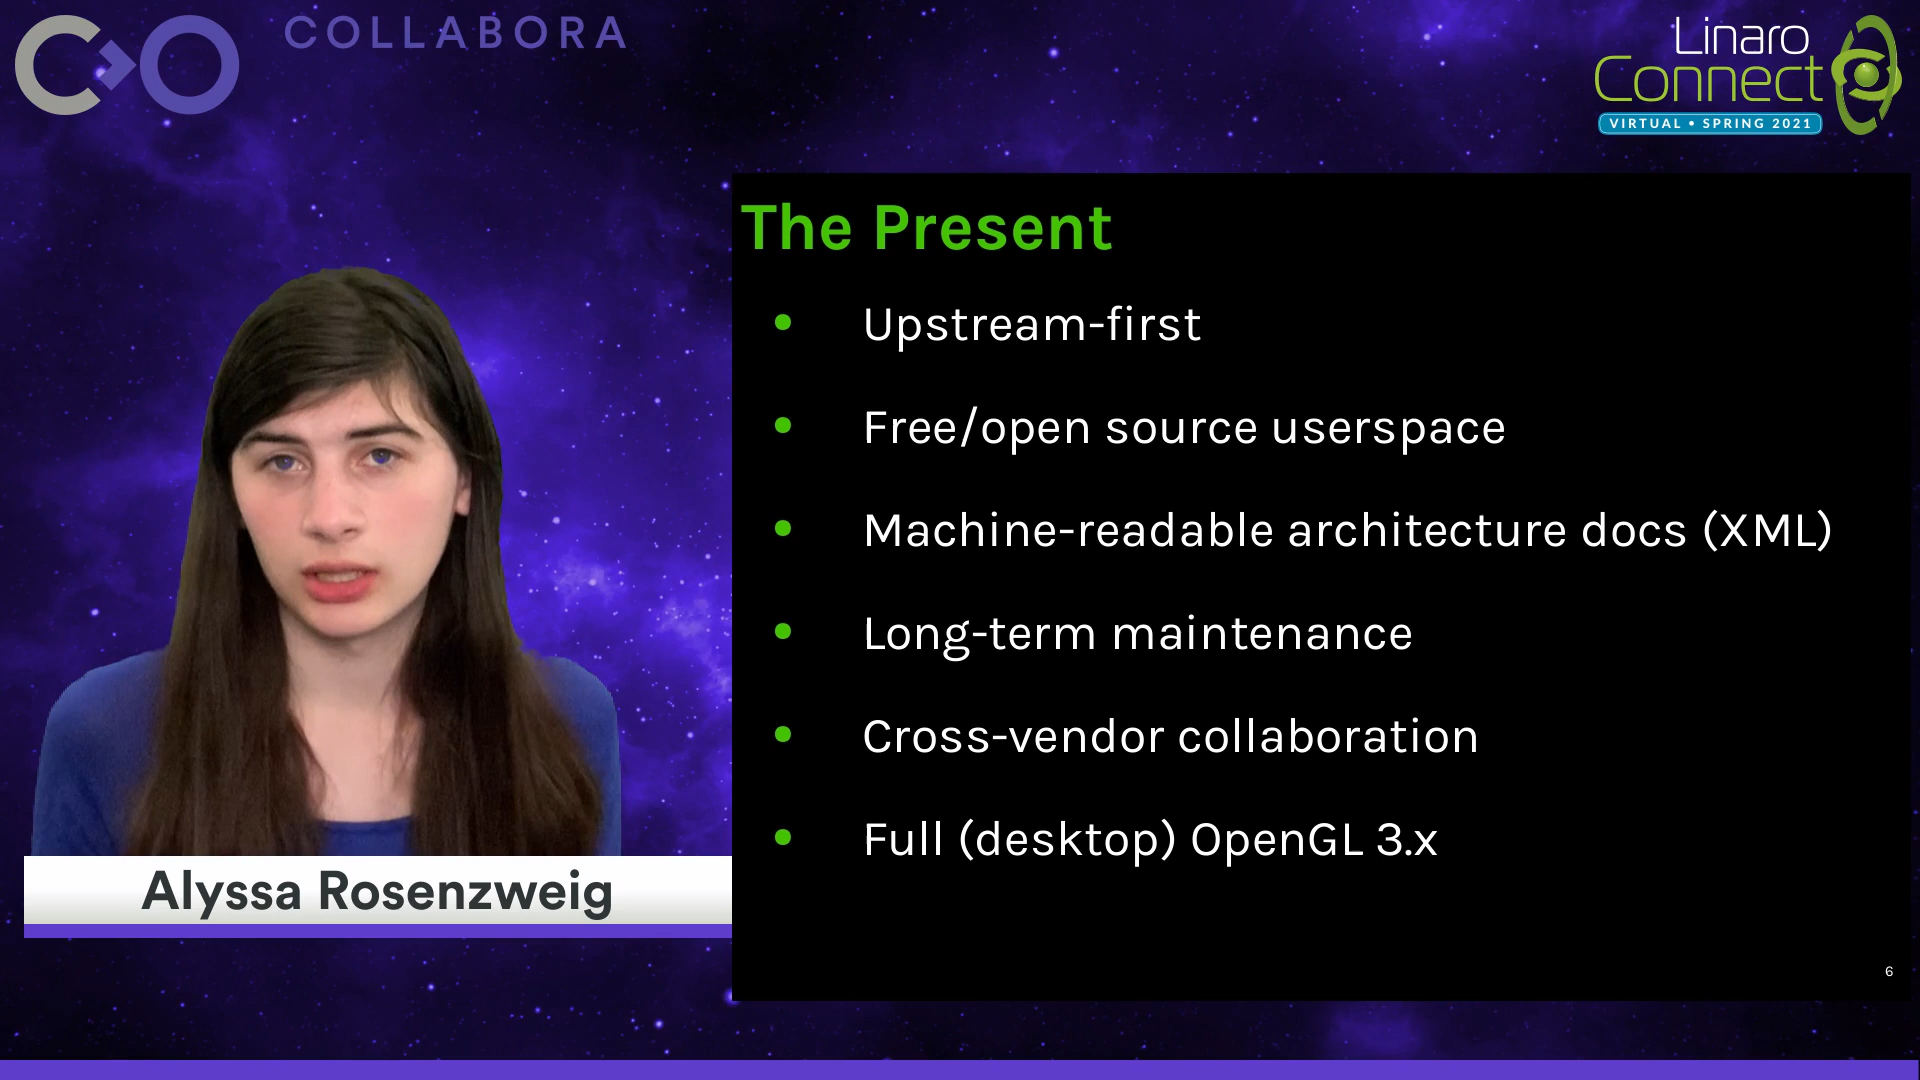 COLLABORA
Linaro
Connect
VIRTUAL • SPRING 2021
The Present
• Upstream-first
• Free/open source userspace
• Machine-readable architecture docs (XML)
• Long-term maintenance
• Cross-vendor collaboration
• Full (desktop) OpenGL 3.x
Alyssa Rosenzweig
6